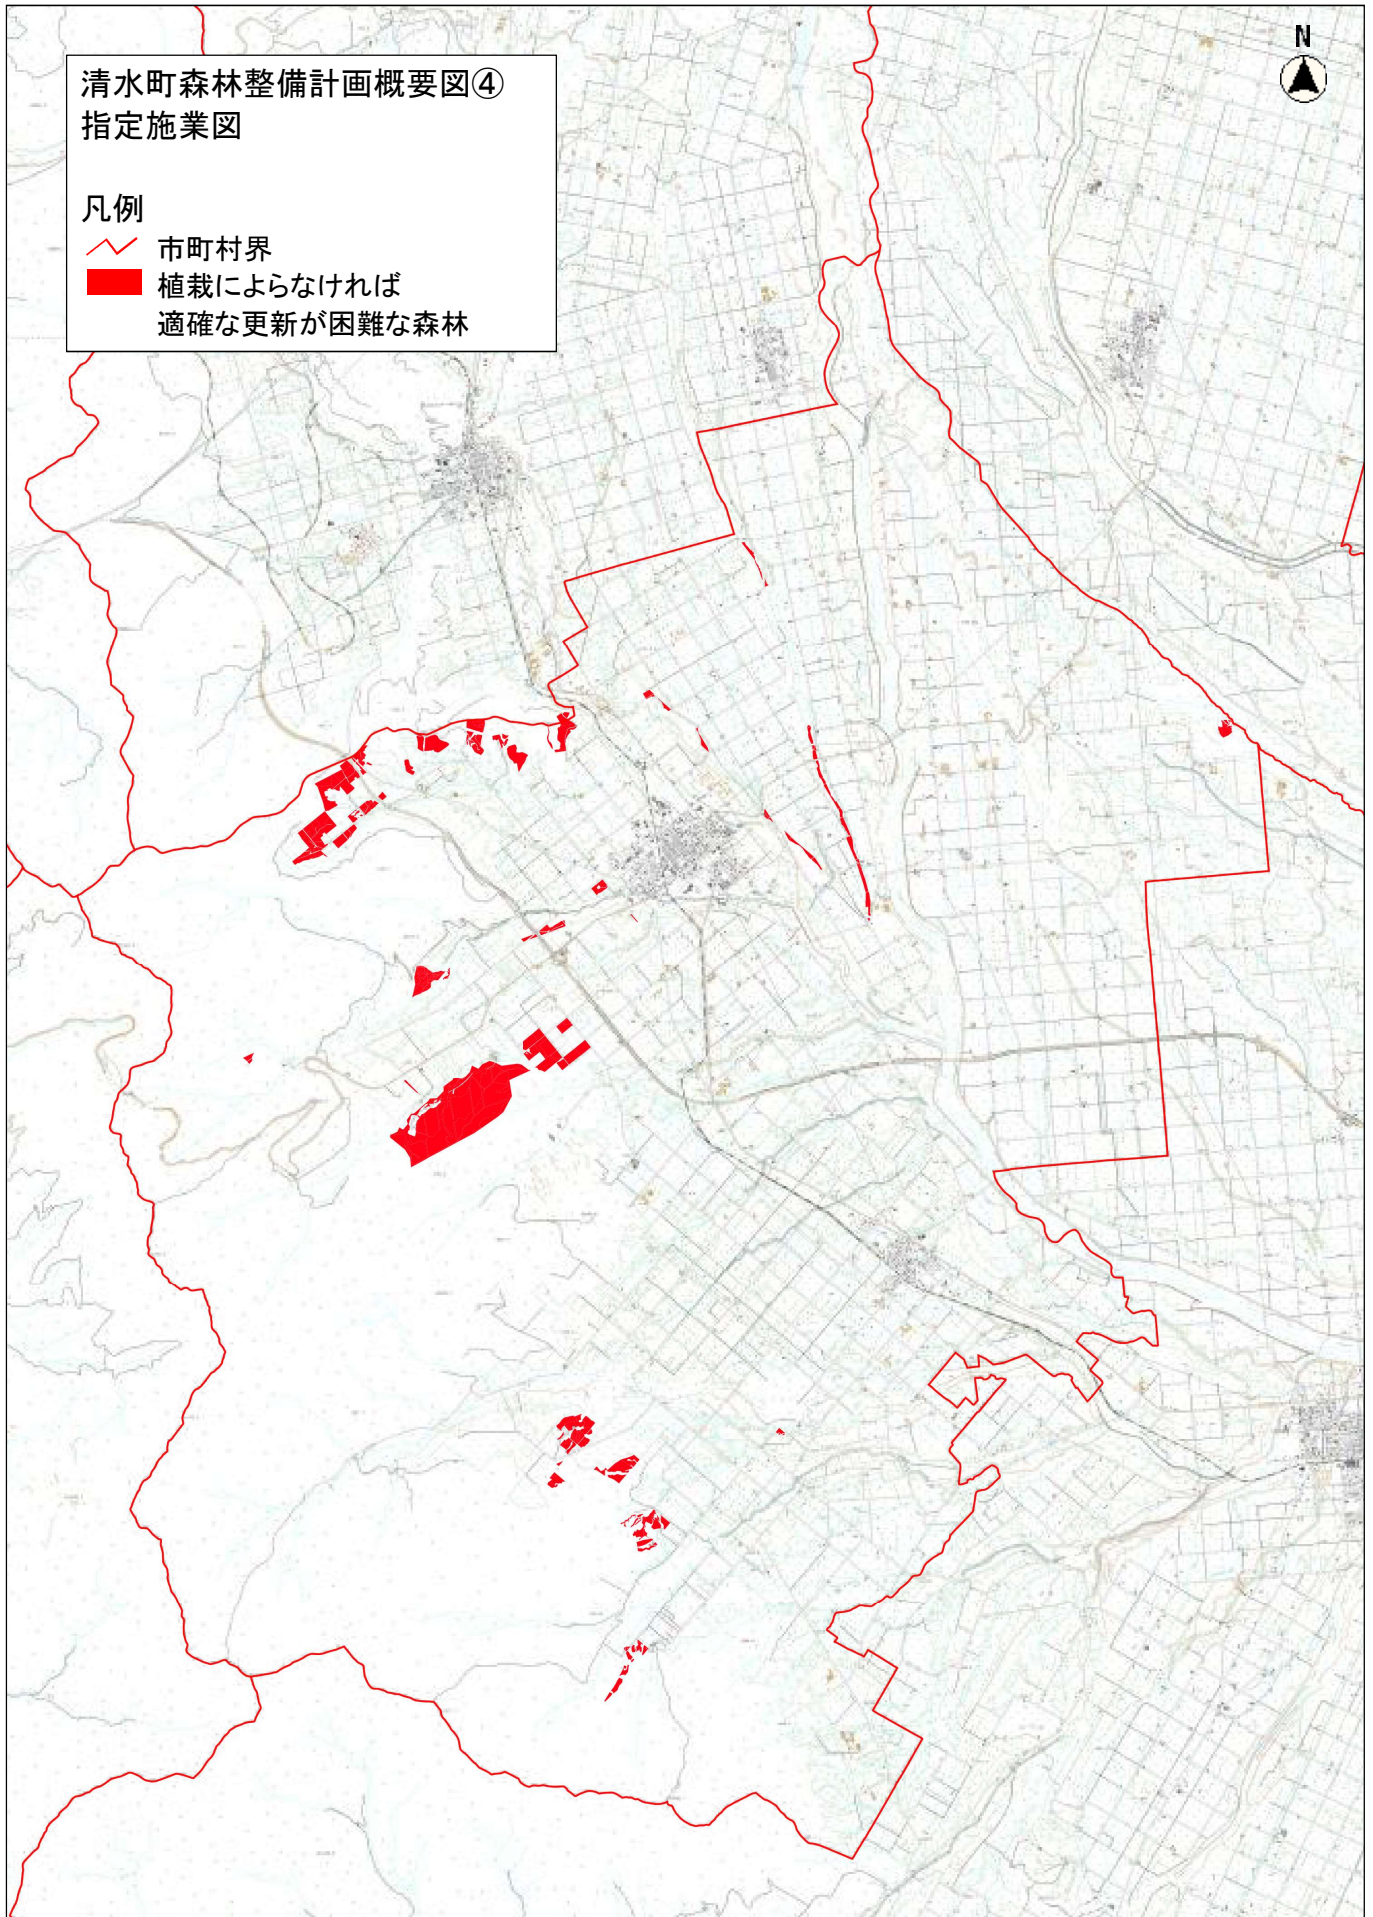 清水町森林整備計画概要図④
指定施業図
凡例
市町村界
植栽によらなければ
適確な更新が困難な森林
N